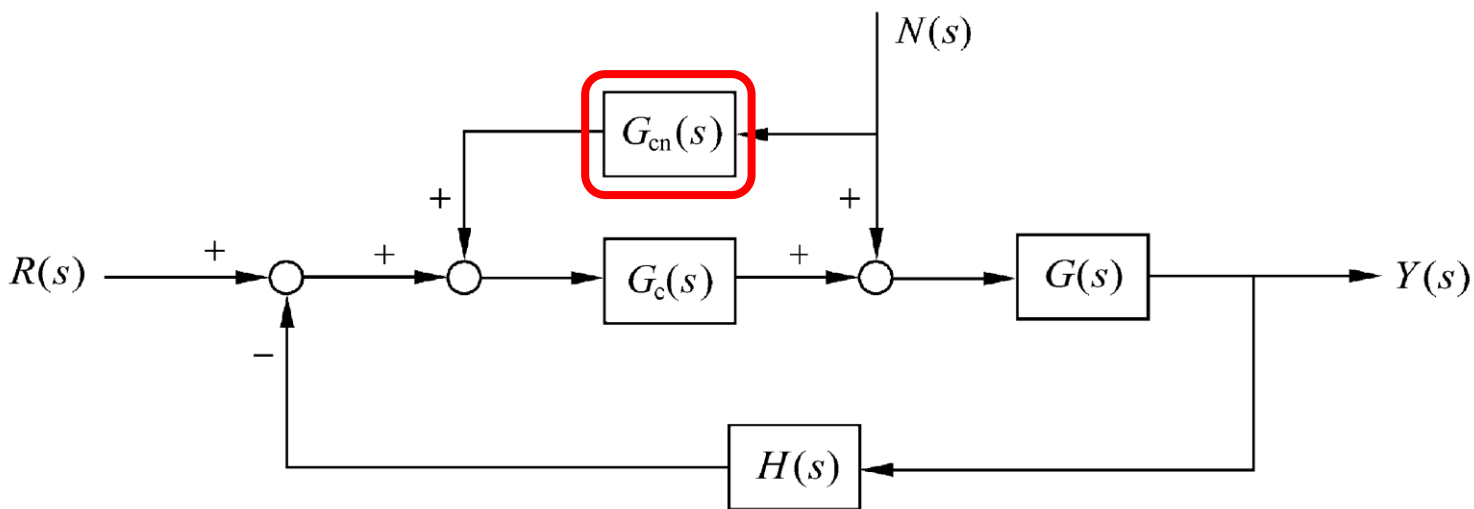 N(s)
G_cn(s)
+ +
+ + +
R(s) G_c(s) G(s) Y(s)
−
H(s)